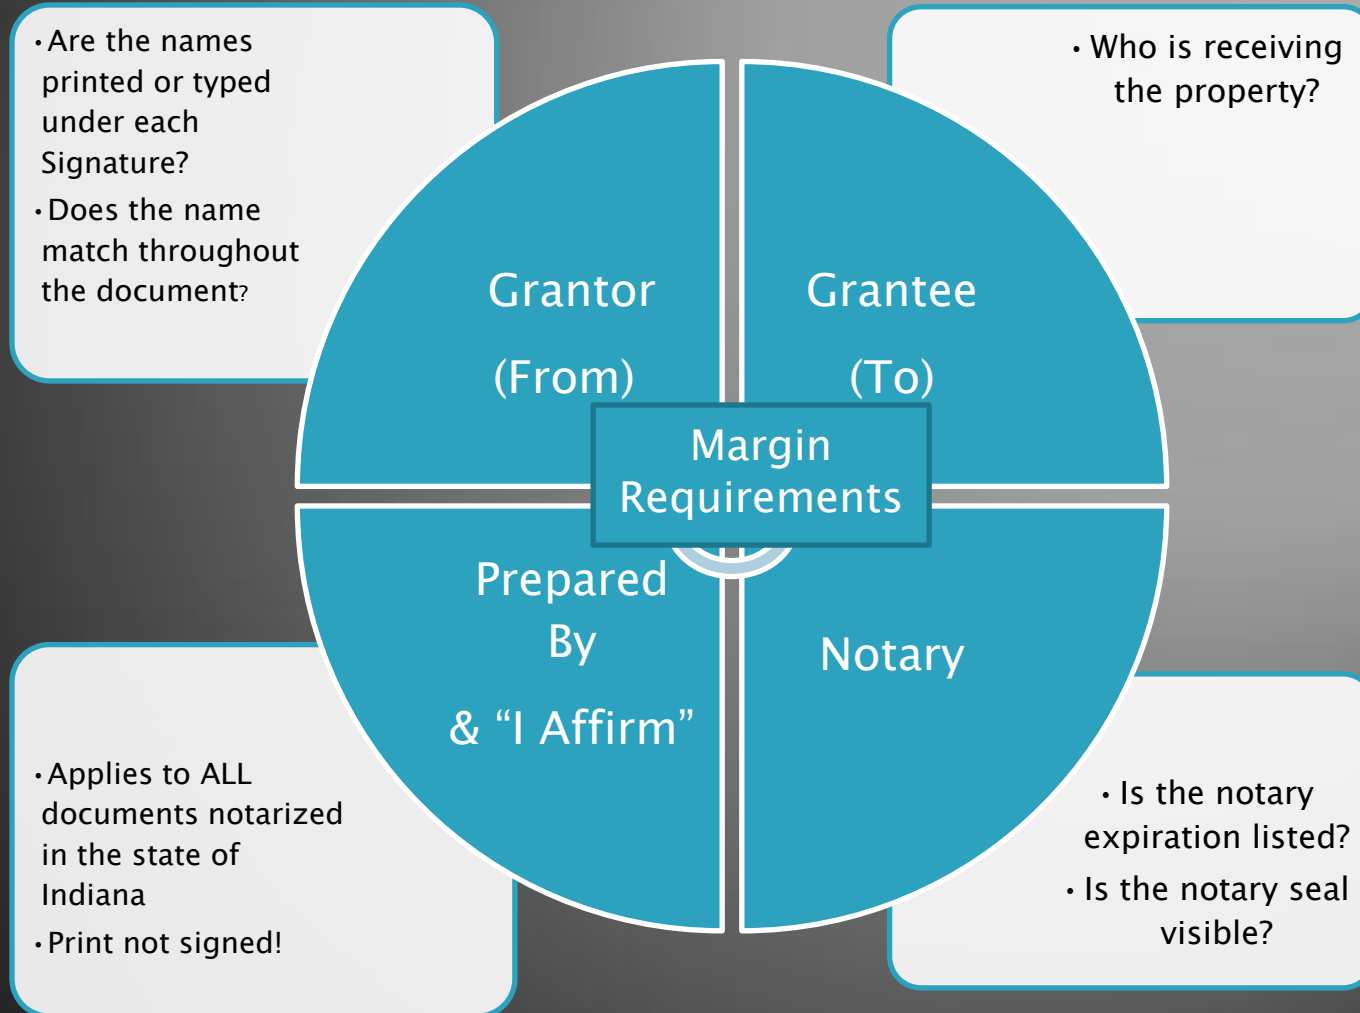 •Are the names
printed or typed
under each
Signature?
•Does the name
match throughout
the document?
• Who is receiving
the property?
Grantor
(From)
Grantee
(To)
Margin
Requirements
Prepared
By
& “I Affirm”
Notary
•Applies to ALL
documents notarized
in the state of
Indiana
•Print not signed!
• Is the notary
expiration listed?
• Is the notary seal
visible?